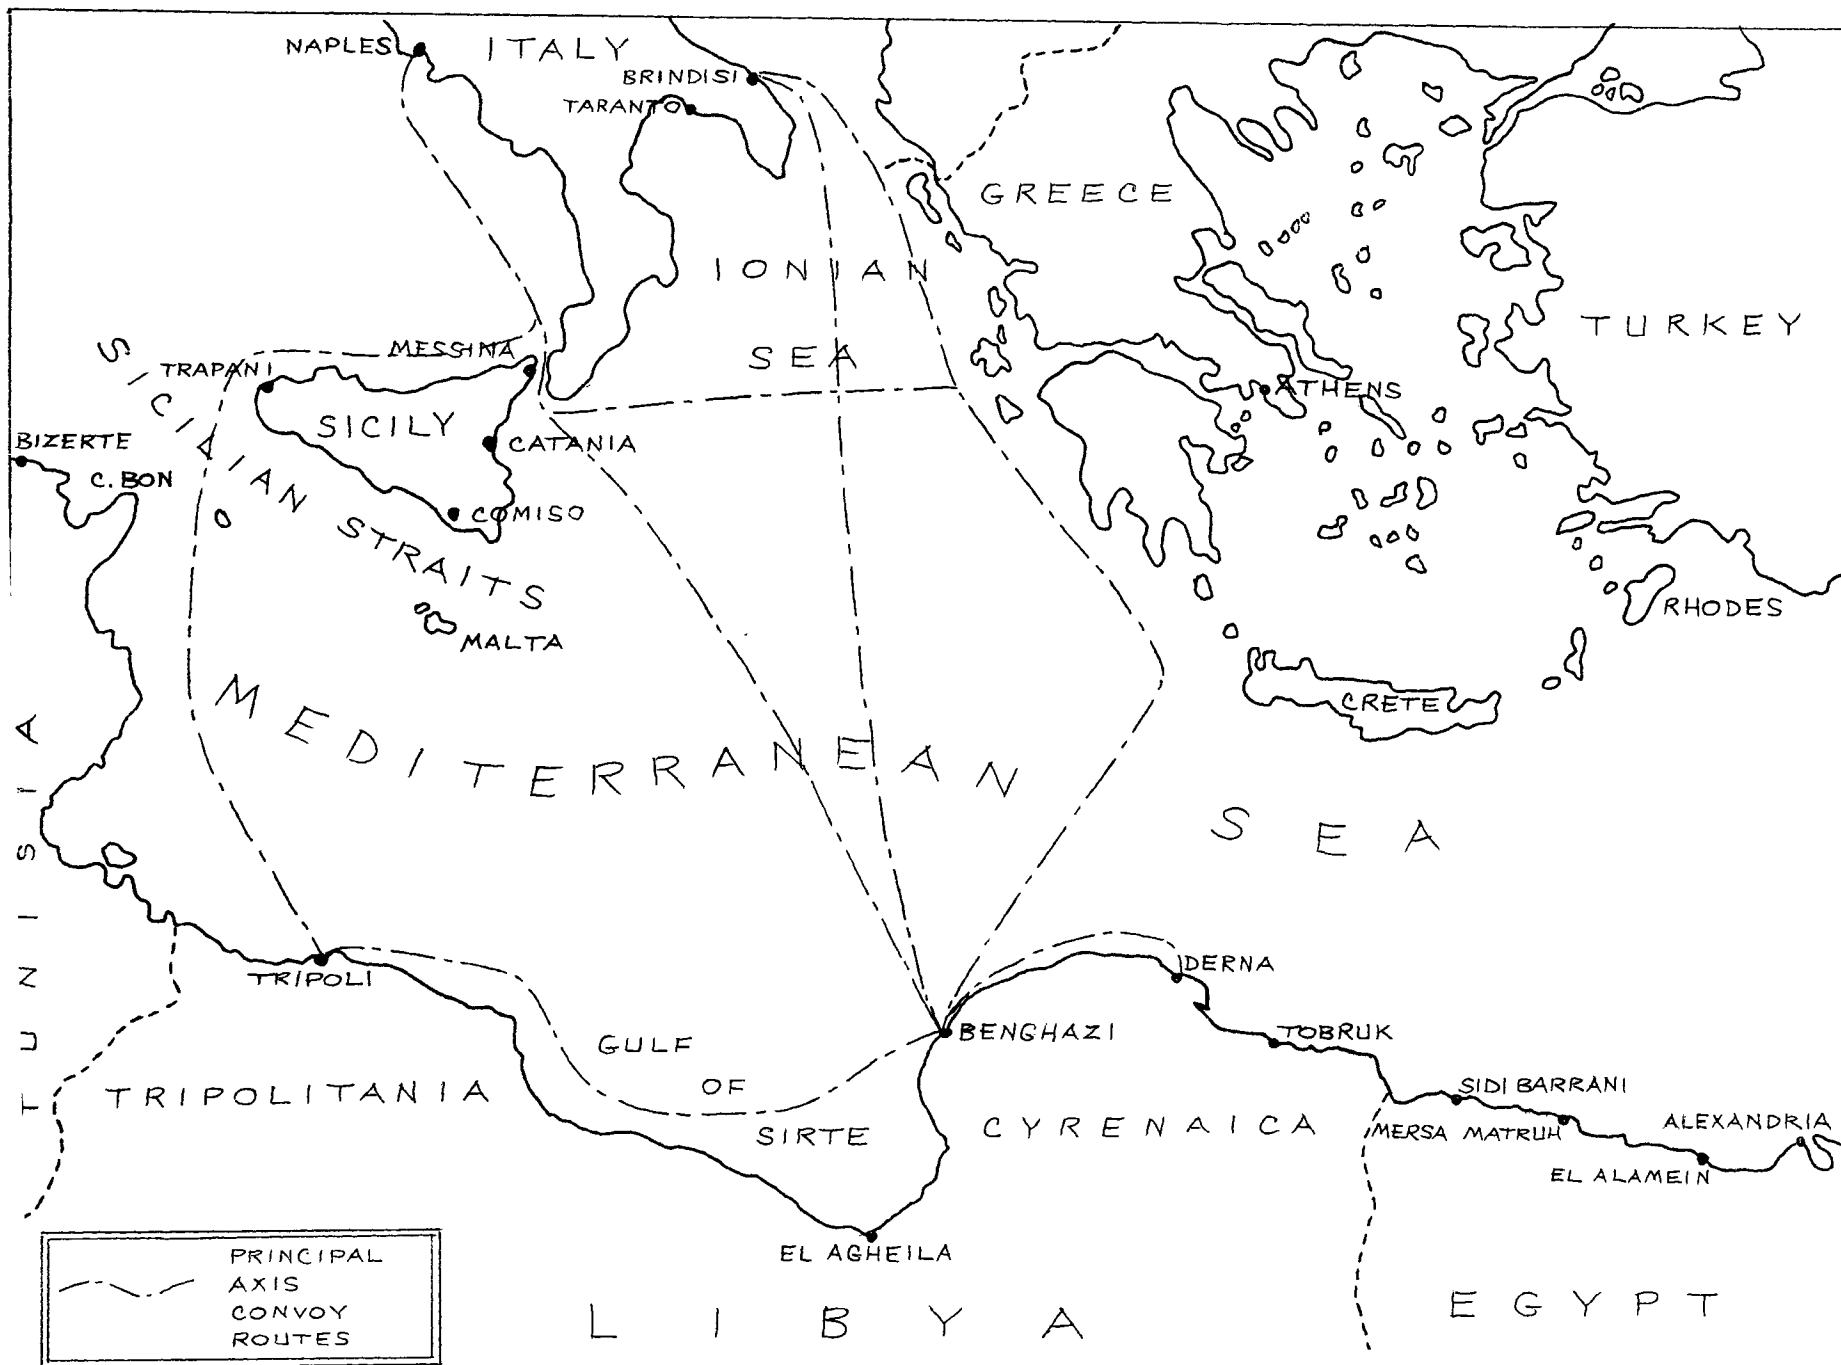 NAPLES
ITALY
BRINDISI
TARANTO
GREECE
IONIAN
SEA
TURKEY
MESSINA
TRAPANI
SICILY
CATANIA
COMISO
SICILIAN STRAITS
BIZERTE
C. BON
ATHENS
MALTA
RHODES
CRETE
MEDITERRANEAN
SEA
TUNISIA
TRIPOLI
DERNA
BENGHAZI
TOBRUK
GULF
OF
SIRTE
TRIPOLITANIA
CYRENAICA
SIDI BARRANI
MERSA MATRUH
ALEXANDRIA
EL ALAMEIN
EL AGHEILA
LIBYA
EGYPT
PRINCIPAL
AXIS
CONVOY
ROUTES